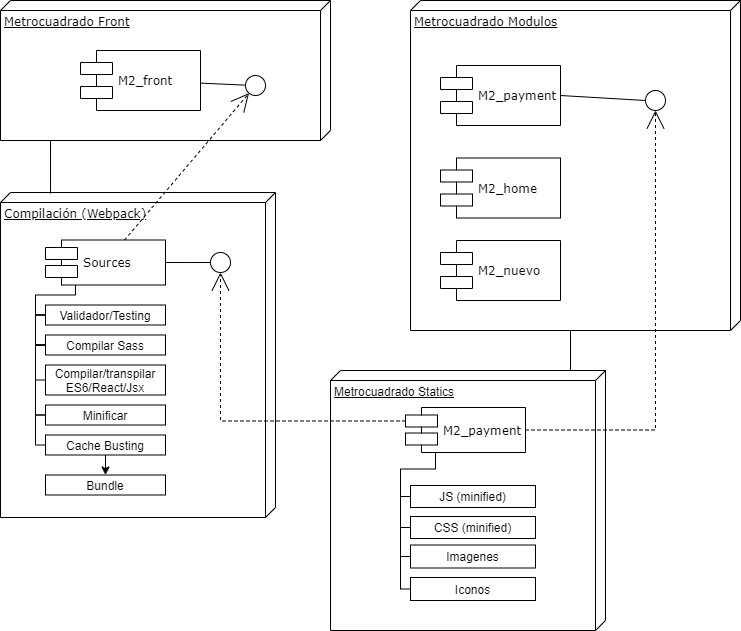 Metrocuadrado Front
M2_front
Compilación (Webpack)
Sources
Validador/Testing
Compilar Sass
Compilar/transpilar
ES6/React/Jsx
Minificar
Cache Busting
Bundle
Metrocuadrado Modulos
M2_payment
M2_home
M2_nuevo
Metrocuadrado Statics
M2_payment
JS (minified)
CSS (minified)
Imagenes
Iconos